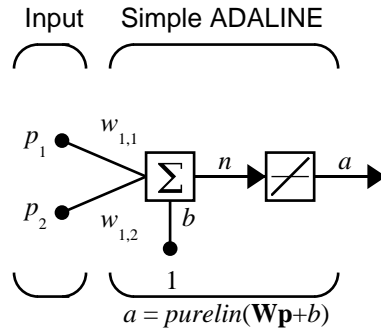 Input Simple ADALINE
p1 w1,1
Σ n a
p2 w1,2 b
1
a = purelin(Wp+b)